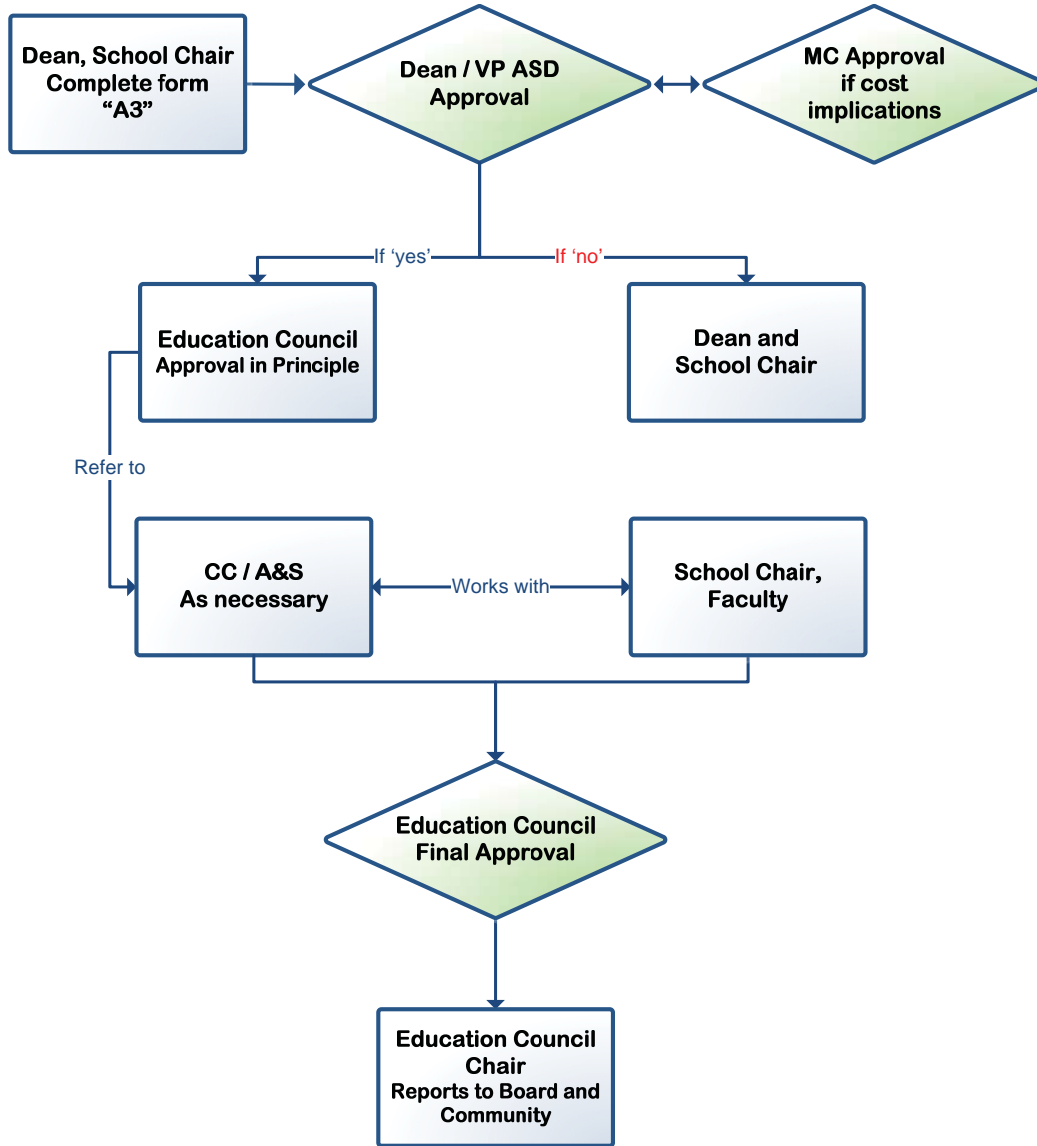 Dean, School Chair
Complete form
“A3”
Dean / VP ASD
Approval
MC Approval
if cost
implications
If ‘yes’
If ‘no’
Education Council
Approval in Principle
Dean and
School Chair
Refer to
CC / A&S
As necessary
Works with
School Chair,
Faculty
Education Council
Final Approval
Education Council
Chair
Reports to Board and
Community